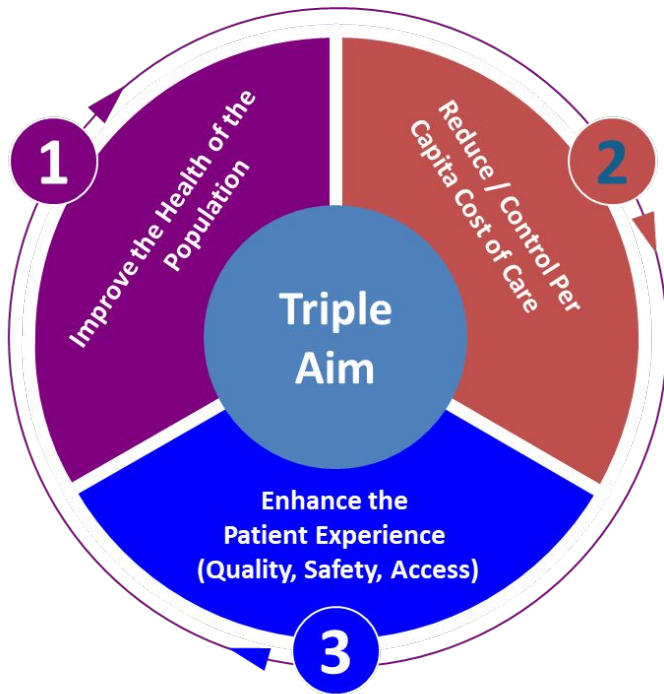 1
Improve the Health of the
Population
2
Reduce / Control Per
Capita Cost of Care
Triple
Aim
Enhance the
Patient Experience
(Quality, Safety, Access)
3